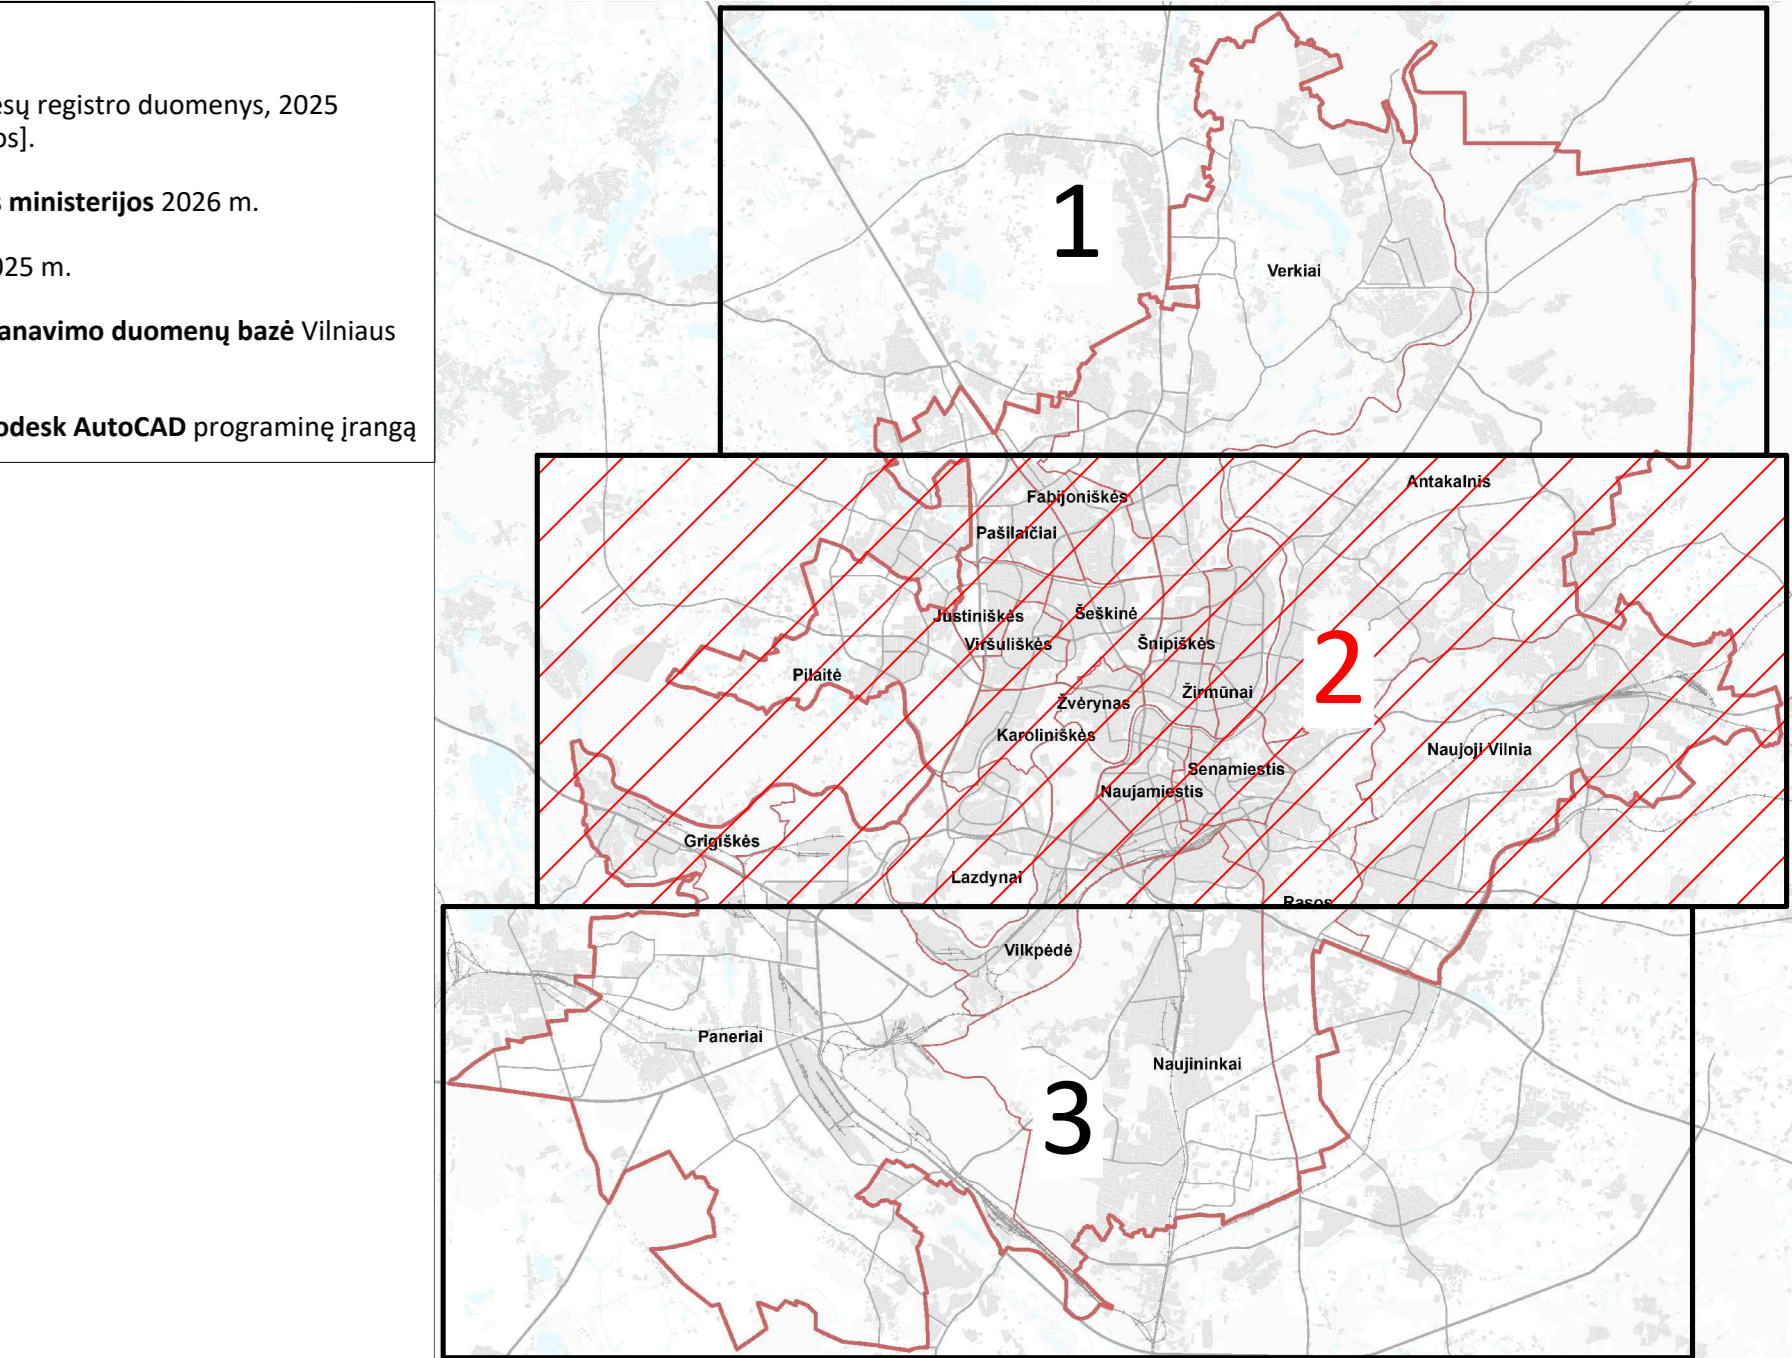 esų registro duomenys, 2025
os].
s ministerijos 2026 m.
025 m.
anavimo duomenų bazė Vilniaus
odesk AutoCAD programinę įrangą
1
Verkiai
Antakalnis
Fabijoniškės
Pašilaičiai
Justiniškės
Šeškinė
Viršuliškės
Šnipiškės
2
Pilaitė
Žirmūnai
Žvėrynas
Karoliniškės
Naujoji Vilnia
Senamiestis
Naujamiestis
Grigiškės
Lazdynai
Rasos
Vilkpėdė
Paneriai
Naujininkai
3